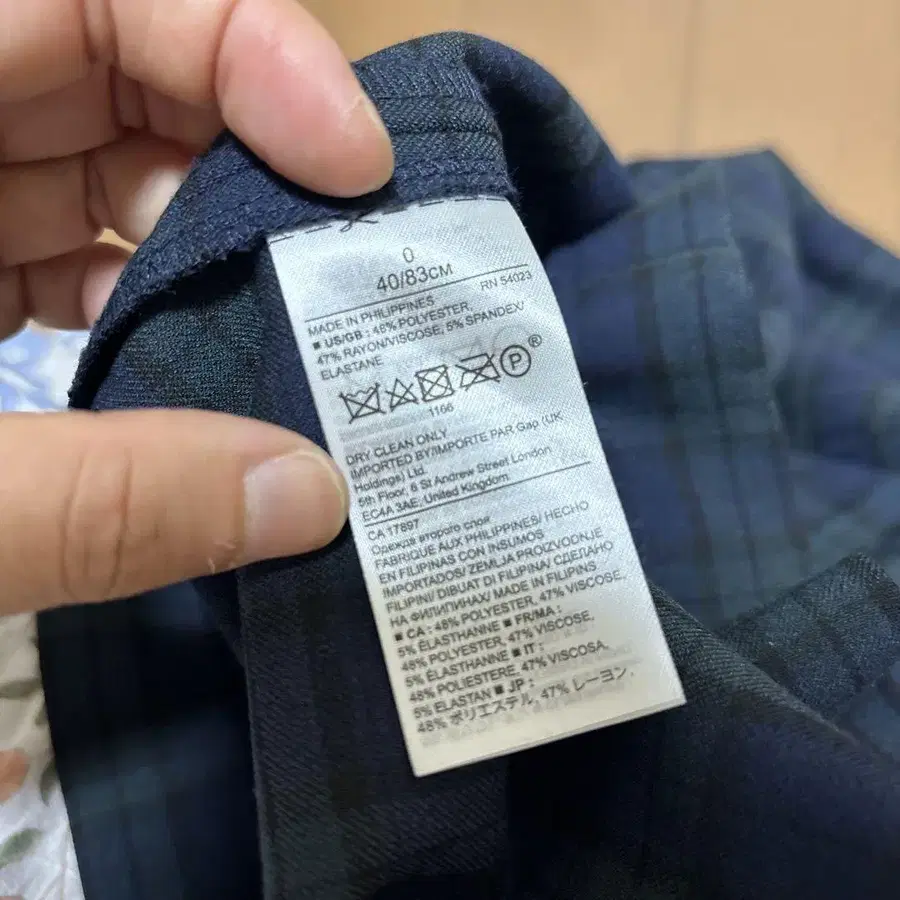 0
40/83CM
RN 54023
MADE IN PHILIPPINES
■ US/GB : 48% POLYESTER,
47% RAYON/VISCOSE, 5% SPANDEX/
ELASTANE
P®
1166
DRY CLEAN ONLY
IMPORTED BY/IMPORTE PAR Gap (UK
Holdings) Ltd.
5th Floor, 6 St Andrew Street London
EC4A 3AE, United Kingdom
CA 17897
Одежда второго слоя
FABRIQUE AUX PHILIPPINES/ HECHO
EN FILIPINAS CON INSUMOS
IMPORTADOS/ ZEMLJA PROIZVODNJE
FILIPINI/ DIBUAT DI FILIPINA/ СДЕЛАНО
НА ФИЛИПИНАХ/ MADE IN FILIPINS
■ CA : 48% POLYESTER, 47% VISCOSE,
5% ÉLASTHANNE ■ FR/MA :
48% POLYESTER, 47% VISCOSE,
5% ÉLASTHANNE ■ IT :
48% POLIESTERE, 47% VISCOSA,
5% ELASTAN ■ JP :
48% ポリエステル, 47% レーヨン,